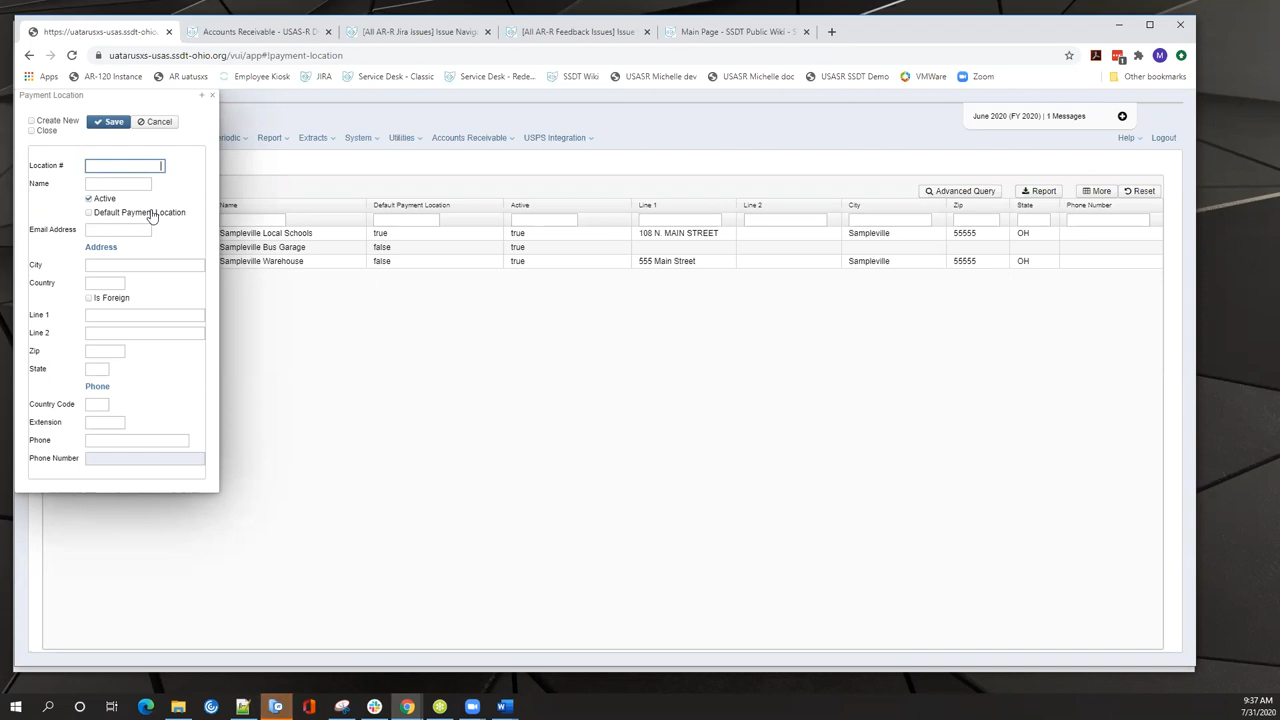 https://uatarusxs-usas.ssdt-ohio.
Accounts Receivable - USAS-R D
[All AR-R Jira issues] Issue Navig
[All AR-R Feedback Issues] Issue
Main Page - SSDT Public Wiki - C
uatarusxs-usas.ssdt-ohio.org/vui/app#!payment-location
M
Apps
AR-120 Instance
AR uatusxs
Employee Kiosk
JIRA
Service Desk - Classic
Service Desk - Rede...
SSDT Wiki
USASR Michelle dev
USASR Michelle doc
USASR SSDT Demo
VMWare
Zoom
Other bookmarks
Payment Location
June 2020 (FY 2020) | 1 Messages
Create New
Close
Save
Cancel
riodic
Report
Extracts
System
Utilities
Accounts Receivable
USPS Integration
Help
Logout
Location #
Name
Active
Default Payment Location
Email Address
Address
City
Country
Is Foreign
Line 1
Line 2
Zip
State
Phone
Country Code
Extension
Phone
Phone Number
Advanced Query
Report
More
Reset
Name Default Payment Location Active Line 1 Line 2 City Zip State Phone Number
Sampleville Local Schools true true 108 N. MAIN STREET Sampleville 55555 OH
Sampleville Bus Garage false true
Sampleville Warehouse false true 555 Main Street Sampleville 55555 OH
9:37 AM
7/31/2020